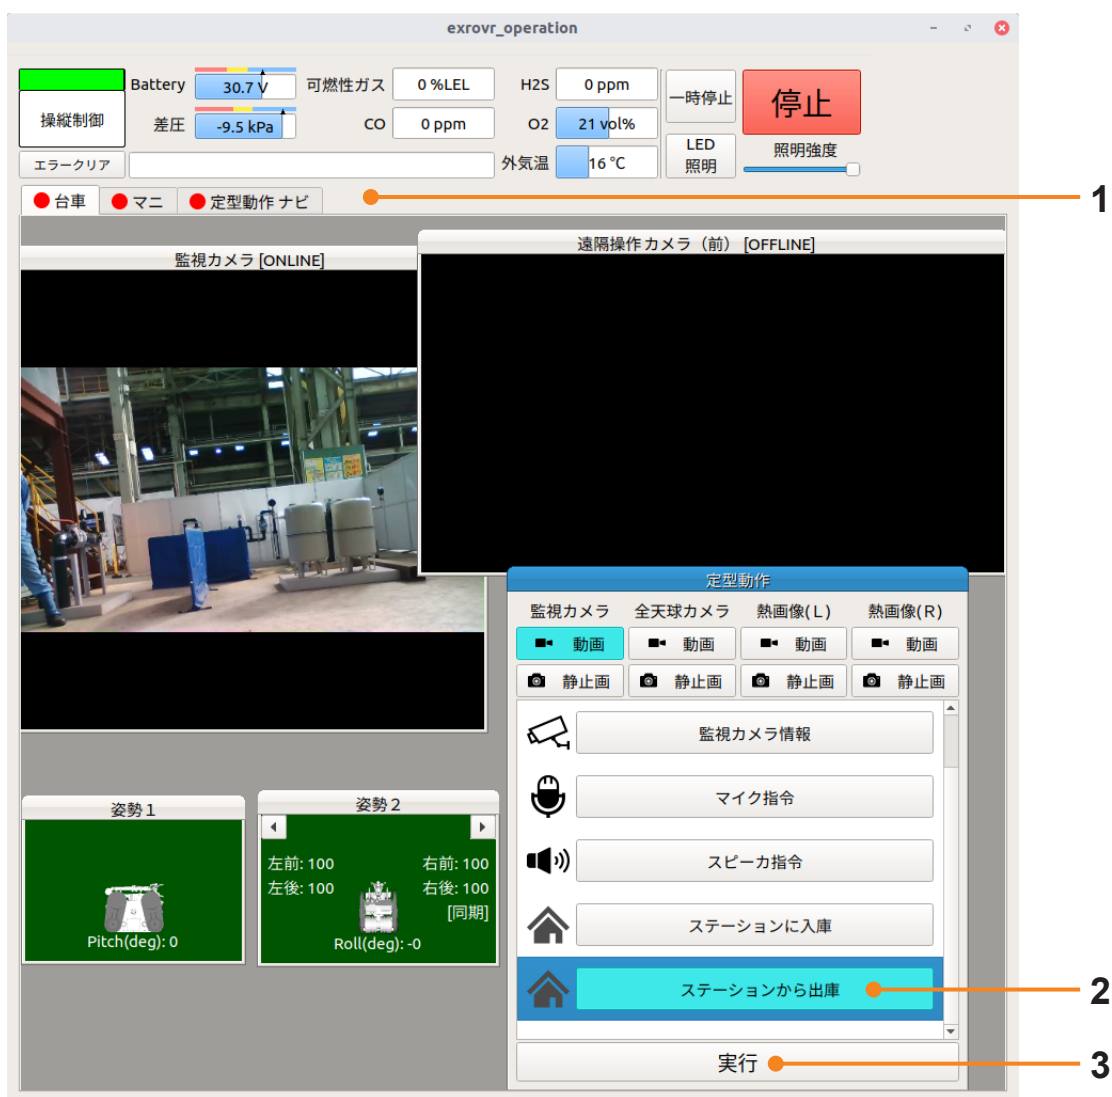 exrovr_operation
操縦制御
Battery
30.7 V
可燃性ガス
0 %LEL
H2S
0 ppm
一時停止
停止
差圧
-9.5 kPa
CO
0 ppm
O2
21 vol%
LED
照明
照明強度
エラークリア
外気温
16 °C
台車
マニ
定型動作 ナビ
1
監視カメラ [ONLINE]
遠隔操作 カメラ（前） [OFFLINE]
定型動作
監視カメラ
全天球カメラ
熱画像( L )
熱画像( R )
動画
動画
動画
動画
静止画
静止画
静止画
静止画
監視カメラ情報
マイク指令
スピーカ指令
ステーションに入庫
ステーションから出庫
2
実行
3
姿勢１
Pitch(deg): 0
姿勢２
左前: 100
右前: 100
左後: 100
右後: 100
[同期]
Roll(deg): -0